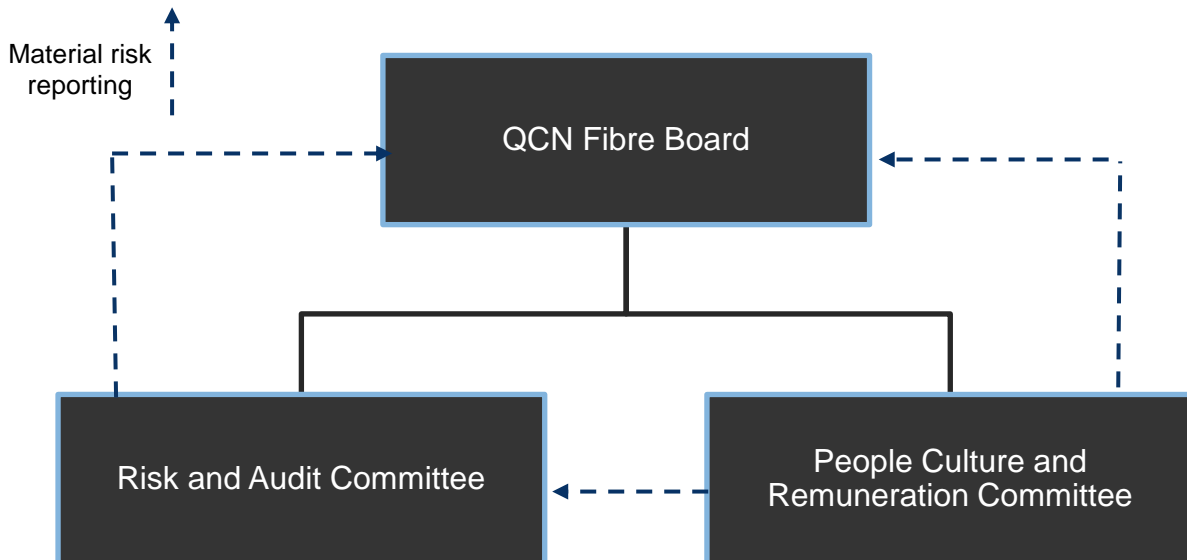 Material risk
reporting
QCN Fibre Board
Risk and Audit Committee
People Culture and
Remuneration Committee